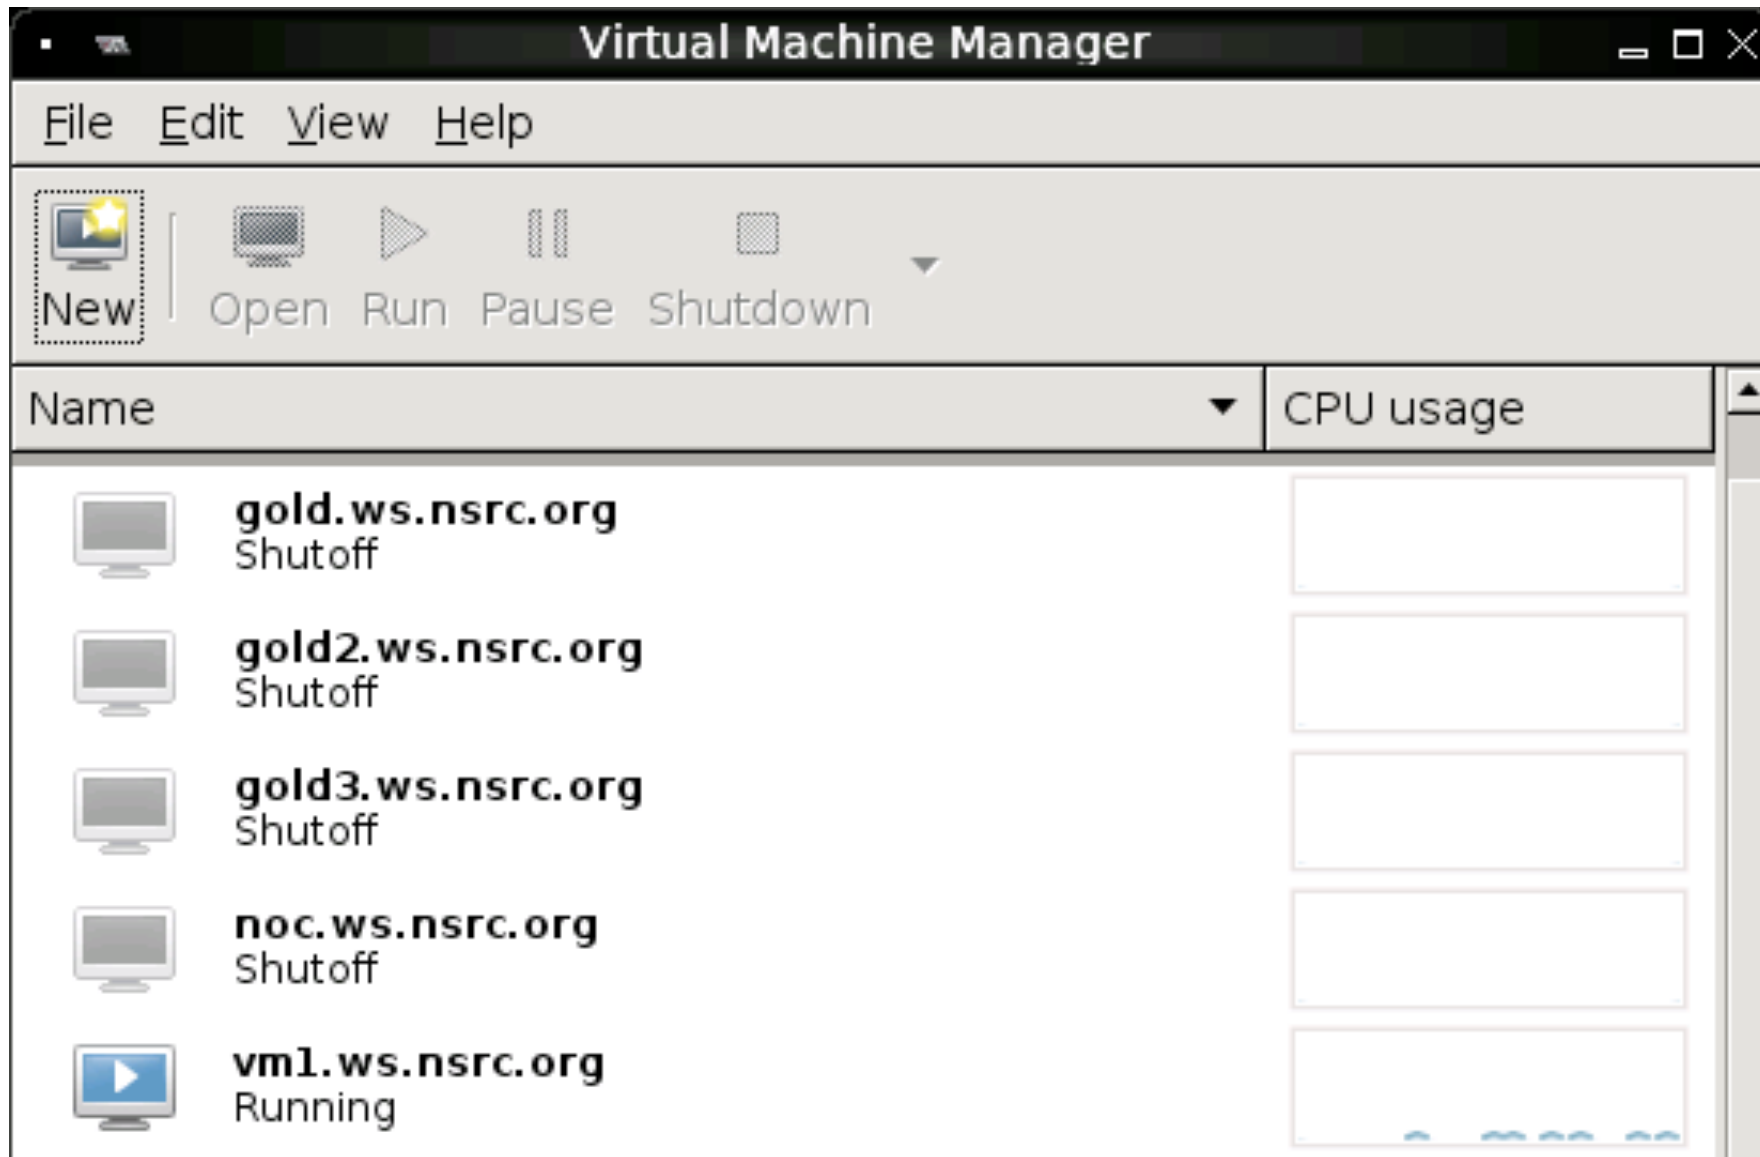 Virtual Machine Manager
File Edit View Help
New Open Run Pause Shutdown
Name CPU usage
gold.ws.nsrc.org
Shutoff
gold2.ws.nsrc.org
Shutoff
gold3.ws.nsrc.org
Shutoff
noc.ws.nsrc.org
Shutoff
vm1.ws.nsrc.org
Running